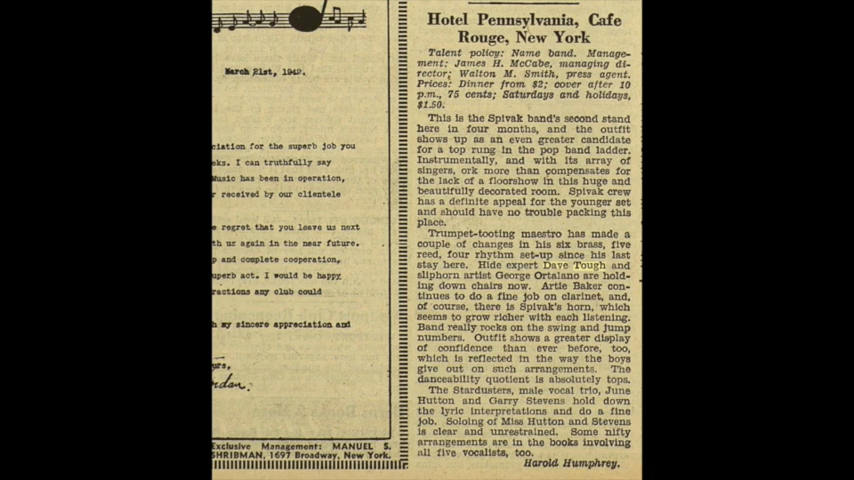 March 21st, 1942.
ciation for the superb job you
eks. I can truthfully say
Music has been in operation,
r received by our clientele
e regret that you leave us next
th us again in the near future.
p and complete cooperation,
uperb act. I would be happy
ractions any club could
h my sincere appreciation and
urs,
rdan.
Exclusive Management: MANUEL S.
SHRIBMAN, 1697 Broadway, New York.
Hotel Pennsylvania, Cafe
Rouge, New York
Talent policy: Name band. Manage-
ment: James H. McCabe, managing di-
rector; Walton M. Smith, press agent.
Prices: Dinner from $2; cover after 10
p.m., 75 cents; Saturdays and holidays,
$1.50.
This is the Spivak band's second stand
here in four months, and the outfit
shows up as an even greater candidate
for a top rung in the pop band ladder.
Instrumentally, and with its array of
singers, ork more than compensates for
the lack of a floorshow in this huge and
beautifully decorated room. Spivak crew
has a definite appeal for the younger set
and should have no trouble packing this
place.
Trumpet-tooting maestro has made a
couple of changes in his six brass, five
reed, four rhythm set-up since his last
stay here. Hide expert Dave Tough and
sliphorn artist George Ortalano are hold-
ing down chairs now. Artie Baker con-
tinues to do a fine job on clarinet, and,
of course, there is Spivak's horn, which
seems to grow richer with each listening.
Band really rocks on the swing and jump
numbers. Outfit shows a greater display
of confidence than ever before, too,
which is reflected in the way the boys
give out on such arrangements. The
danceability quotient is absolutely tops.
The Stardusters, male vocal trio, June
Hutton and Garry Stevens hold down
the lyric interpretations and do a fine
job. Soloing of Miss Hutton and Stevens
is clear and unrestrained. Some nifty
arrangements are in the books involving
all five vocalists, too.
Harold Humphrey.